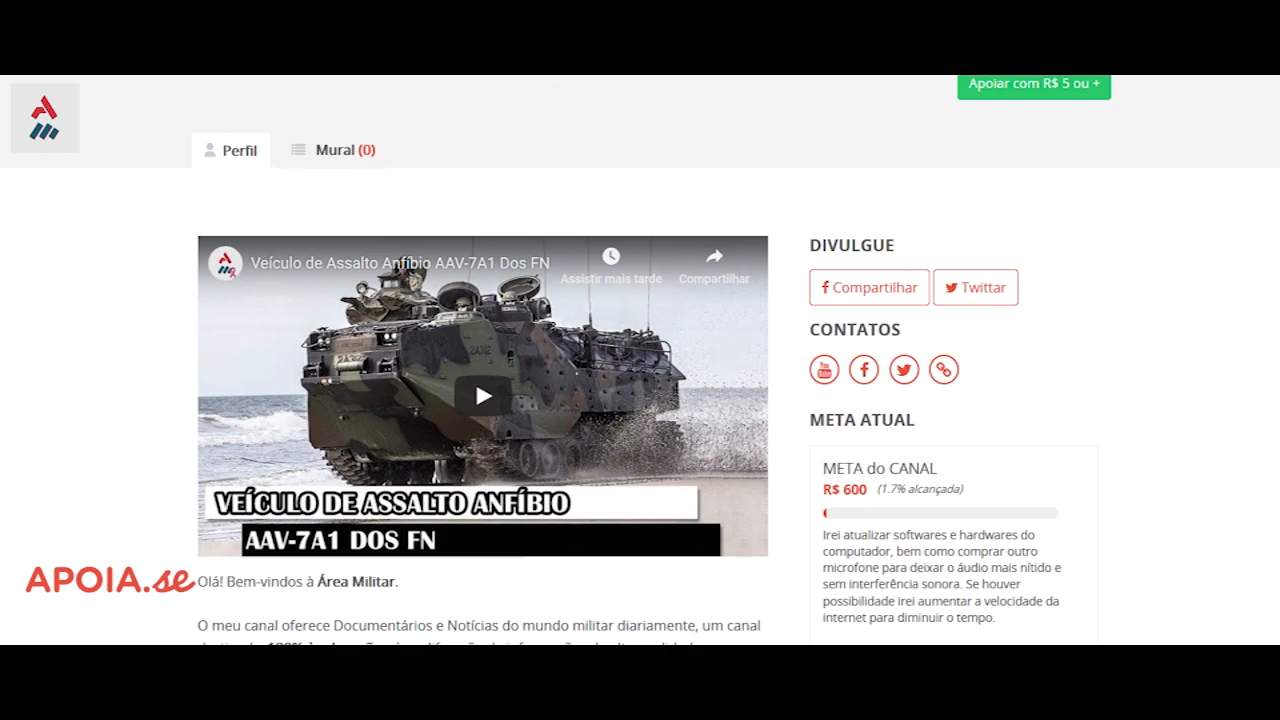 Apoiar com R$ 5 ou +
Perfil
Mural (0)
Veículo de Assalto Anfíbio AAV-7A1 Dos FN
Assistir mais tarde
Compartilhar
2A312
VEÍCULO DE ASSALTO ANFÍBIO
AAV-7A1 DOS FN
APOIA.se
Olá! Bem-vindos à Área Militar.
O meu canal oferece Documentários e Notícias do mundo militar diariamente, um canal
DIVULGUE
Compartilhar
Twittar
CONTATOS
You
Tube
META ATUAL
META do CANAL
R$ 600 (1.7% alcançada)
Irei atualizar softwares e hardwares do
computador, bem como comprar outro
microfone para deixar o áudio mais nítido e
sem interferência sonora. Se houver
possibilidade irei aumentar a velocidade da
internet para diminuir o tempo.